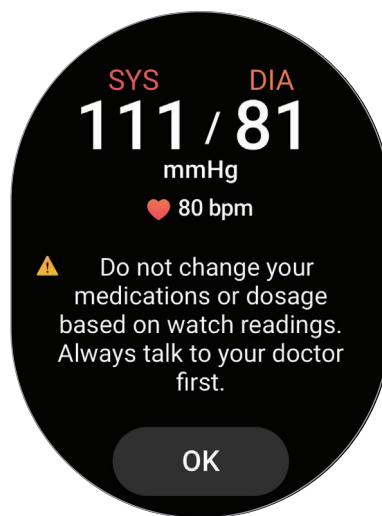 SYS DIA
111 / 81
mmHg
80 bpm
Do not change your
medications or dosage
based on watch readings.
Always talk to your doctor
first.
OK